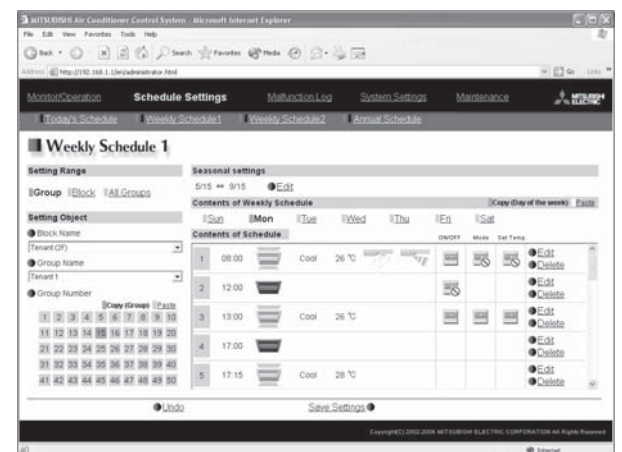 MITSUBISHI Air Conditioner Control System - Microsoft Internet Explorer
File Edit View Favorites Tools Help
Back Search Favorites Media
Address http://192.168.1.1/en/administrator.html Go Links
Monitor/Operation Schedule Settings Malfunction Log System Settings Maintenance MITSUBISHI ELECTRIC
Today's Schedule Weekly Schedule1 Weekly Schedule2 Annual Schedule
Weekly Schedule 1
Setting Range
Group Block All Groups
Setting Object
Block Name
Tenant (2F)
Group Name
Tenant 1
Group Number
Copy (Group) Paste
1 2 3 4 5 6 7 8 9 10
11 12 13 14 15 16 17 18 19 20
21 22 23 24 25 26 27 28 29 30
31 32 33 34 35 36 37 38 39 40
41 42 43 44 45 46 47 48 49 50
Seasonal settings
5/15 ⇔ 9/15 Edit
Contents of Weekly Schedule Copy (Day of the week) Paste
Sun Mon Tue Wed Thu Fri Sat
Contents of Schedule ON/OFF Mode Set Temp.
1 08:00 Cool 26 °C Edit
Delete
2 12:00 Edit
Delete
3 13:00 Cool 26 °C Edit
Delete
4 17:00 Edit
Delete
5 17:15 Cool 28 °C Edit
Delete
Undo Save Settings
Copyright(C) 2002-2008 MITSUBISHI ELECTRIC CORPORATION All Rights Reserved
Internet